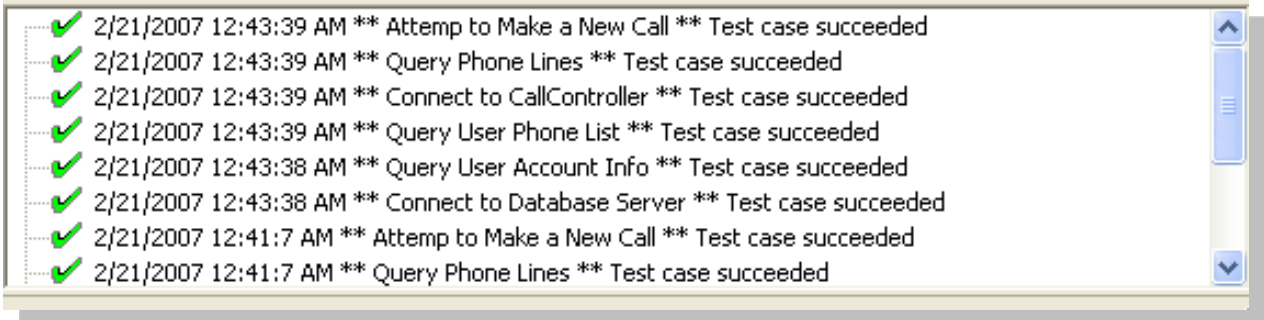 2/21/2007 12:43:39 AM ** Attemp to Make a New Call ** Test case succeeded
2/21/2007 12:43:39 AM ** Query Phone Lines ** Test case succeeded
2/21/2007 12:43:39 AM ** Connect to CallController ** Test case succeeded
2/21/2007 12:43:39 AM ** Query User Phone List ** Test case succeeded
2/21/2007 12:43:38 AM ** Query User Account Info ** Test case succeeded
2/21/2007 12:43:38 AM ** Connect to Database Server ** Test case succeeded
2/21/2007 12:41:7 AM ** Attemp to Make a New Call ** Test case succeeded
2/21/2007 12:41:7 AM ** Query Phone Lines ** Test case succeeded